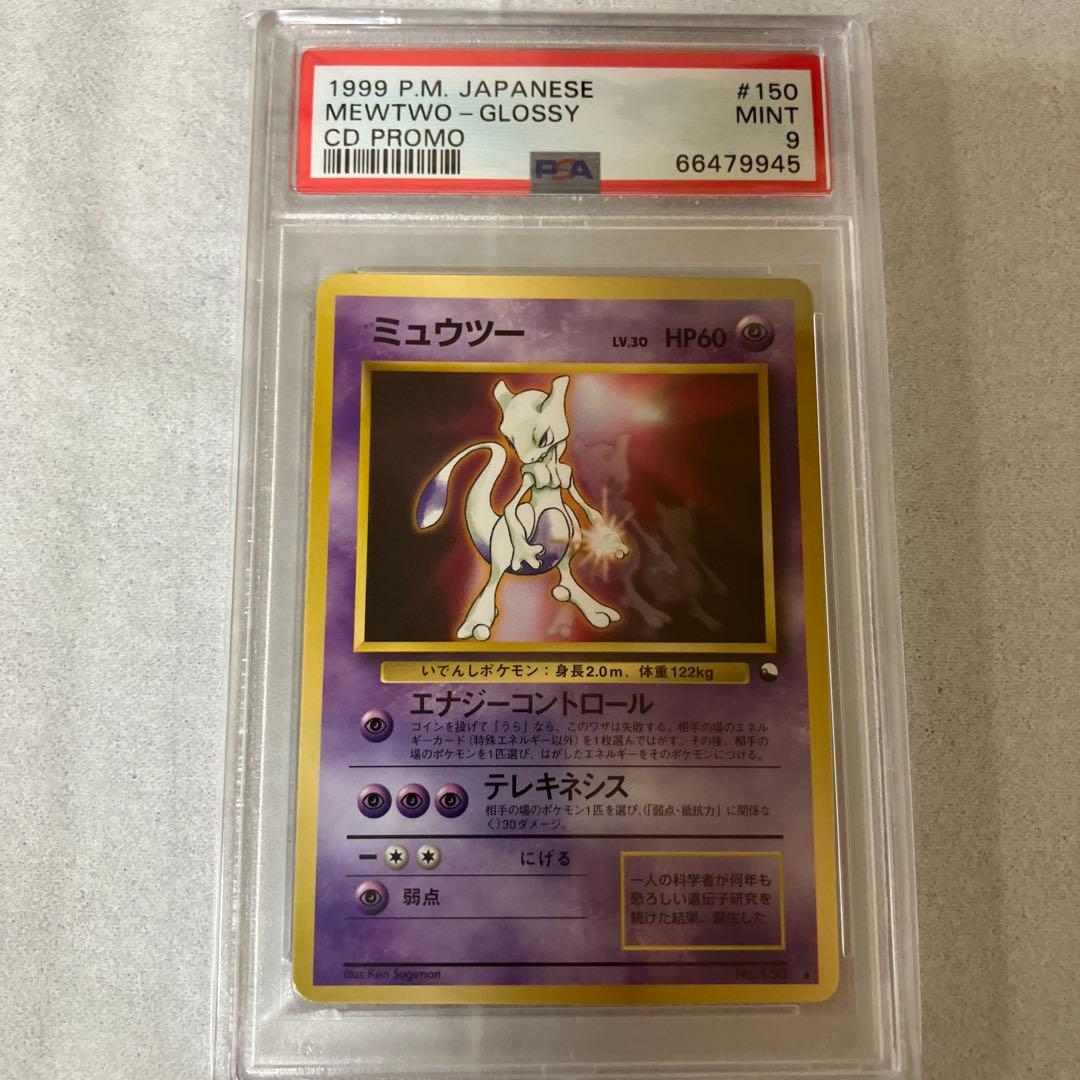 1999 P.M. JAPANESE #150
MEWTWO - GLOSSY MINT
CD PROMO 9
PSA 66479945
ミュウツー LV.30 HP60
いでんしポケモン：身長2.0m、体重122kg
エナジーコントロール
コインを投げて「うら」なら、このワザは失敗する。相手の場のエネル
ギーカード（特殊エネルギー以外）を1枚選んではがす。その後、相手の
場のポケモンを1匹選び、はがしたエネルギーをそのポケモンにつける。
テレキネシス
相手の場のポケモン1匹を選び、（「弱点・抵抗力」に関係な
く）30ダメージ。
にげる
弱点
一人の科学者が何年も
恐ろしい遺伝子研究を
続けた結果、誕生した
Illus Ken Sugimori No.150